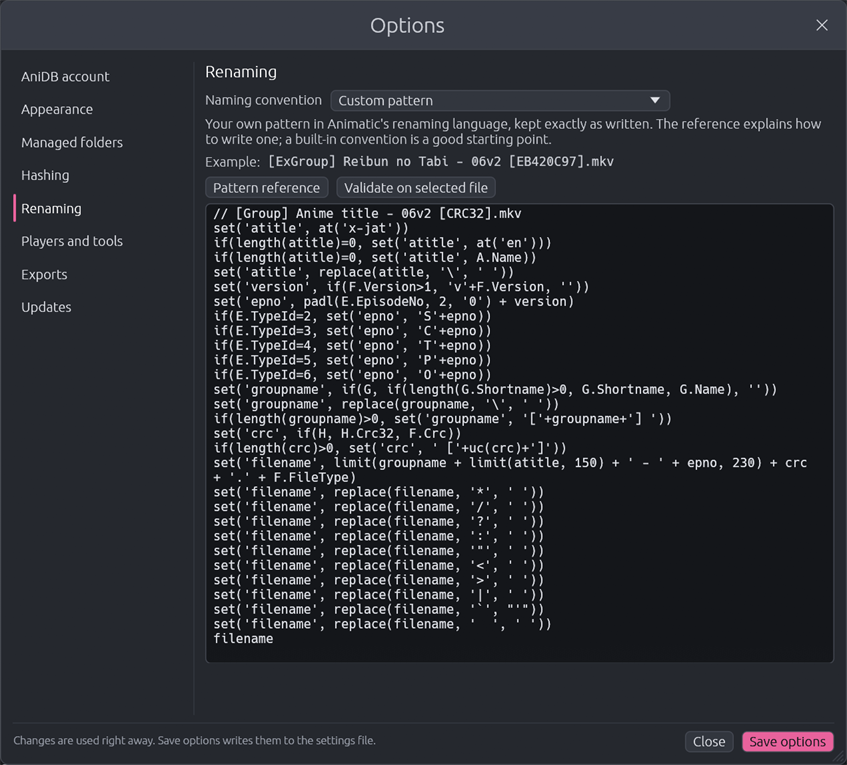 Options
AniDB account
Appearance
Managed folders
Hashing
Renaming
Players and tools
Exports
Updates
Renaming
Naming convention Custom pattern
Your own pattern in Animatic's renaming language, kept exactly as written. The reference explains how
to write one; a built-in convention is a good starting point.
Example: [ExGroup] Reibun no Tabi - 06v2 [EB420C97].mkv
Pattern reference Validate on selected file
// [Group] Anime title - 06v2 [CRC32].mkv
set('atitle', at('x-jat'))
if(length(atitle)=0, set('atitle', at('en')))
if(length(atitle)=0, set('atitle', A.Name))
set('atitle', replace(atitle, '\', ' '))
set('version', if(F.Version>1, 'v'+F.Version, ''))
set('epno', padl(E.EpisodeNo, 2, '0') + version)
if(E.TypeId=2, set('epno', 'S'+epno))
if(E.TypeId=3, set('epno', 'C'+epno))
if(E.TypeId=4, set('epno', 'T'+epno))
if(E.TypeId=5, set('epno', 'P'+epno))
if(E.TypeId=6, set('epno', 'O'+epno))
set('groupname', if(G, if(length(G.Shortname)>0, G.Shortname, G.Name), ''))
set('groupname', replace(groupname, '\', ' '))
if(length(groupname)>0, set('groupname', '['+groupname+'] '))
set('crc', if(H, H.Crc32, F.Crc))
if(length(crc)>0, set('crc', ' ['+uc(crc)+']'))
set('filename', limit(groupname + limit(atitle, 150) + ' - ' + epno, 230) + crc
+ '.' + F.FileType)
set('filename', replace(filename, '*', ' '))
set('filename', replace(filename, '/', ' '))
set('filename', replace(filename, '?', ' '))
set('filename', replace(filename, ':', ' '))
set('filename', replace(filename, '"', ' '))
set('filename', replace(filename, '<', ' '))
set('filename', replace(filename, '>', ' '))
set('filename', replace(filename, '|', ' '))
set('filename', replace(filename, '`', "'"))
set('filename', replace(filename, '  ', ' '))
filename
Changes are used right away. Save options writes them to the settings file.
Close Save options